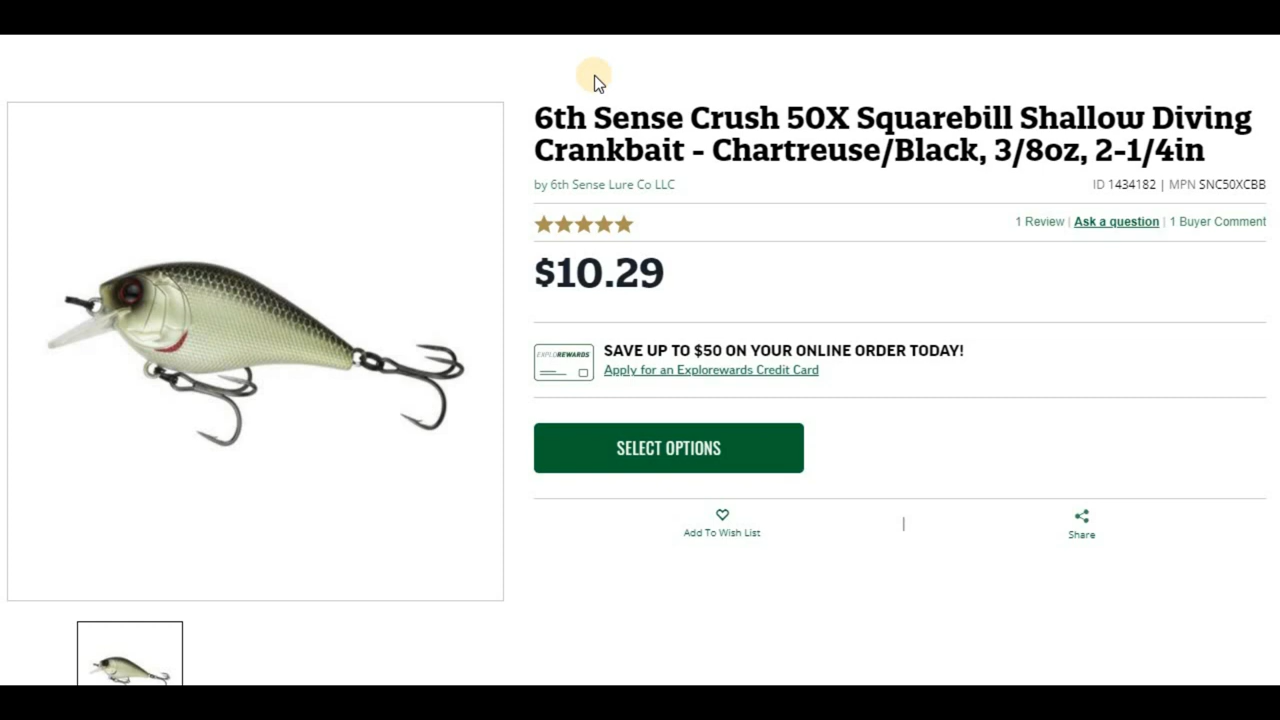 6th Sense Crush 50X Squarebill Shallow Diving
Crankbait - Chartreuse/Black, 3/8oz, 2-1/4in
by 6th Sense Lure Co LLC
ID 1434182 | MPN SNC50XCBB
1 Review | Ask a question | 1 Buyer Comment
$10.29
EXPLOREWARDS
SAVE UP TO $50 ON YOUR ONLINE ORDER TODAY!
Apply for an Explorewards Credit Card
SELECT OPTIONS
Add To Wish List
|
Share